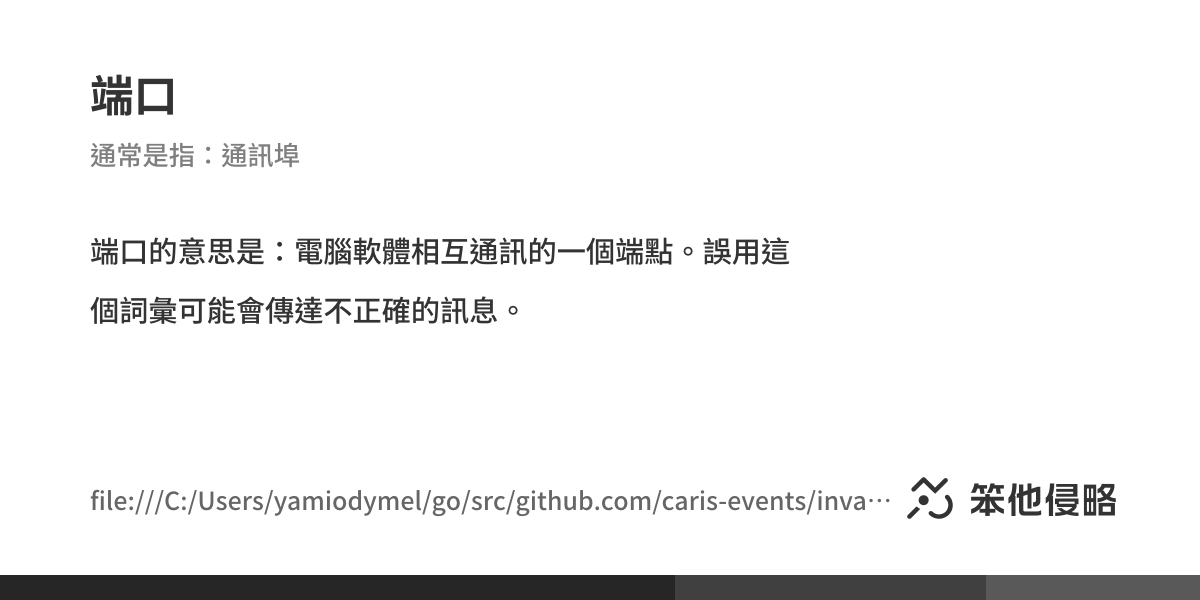 端口
通常是指：通訊埠
端口的意思是：電腦軟體相互通訊的一個端點。誤用這
個詞彙可能會傳達不正確的訊息。
file:///C:/Users/yamiodymel/go/src/github.com/caris-events/inva⋯
笨他侵略